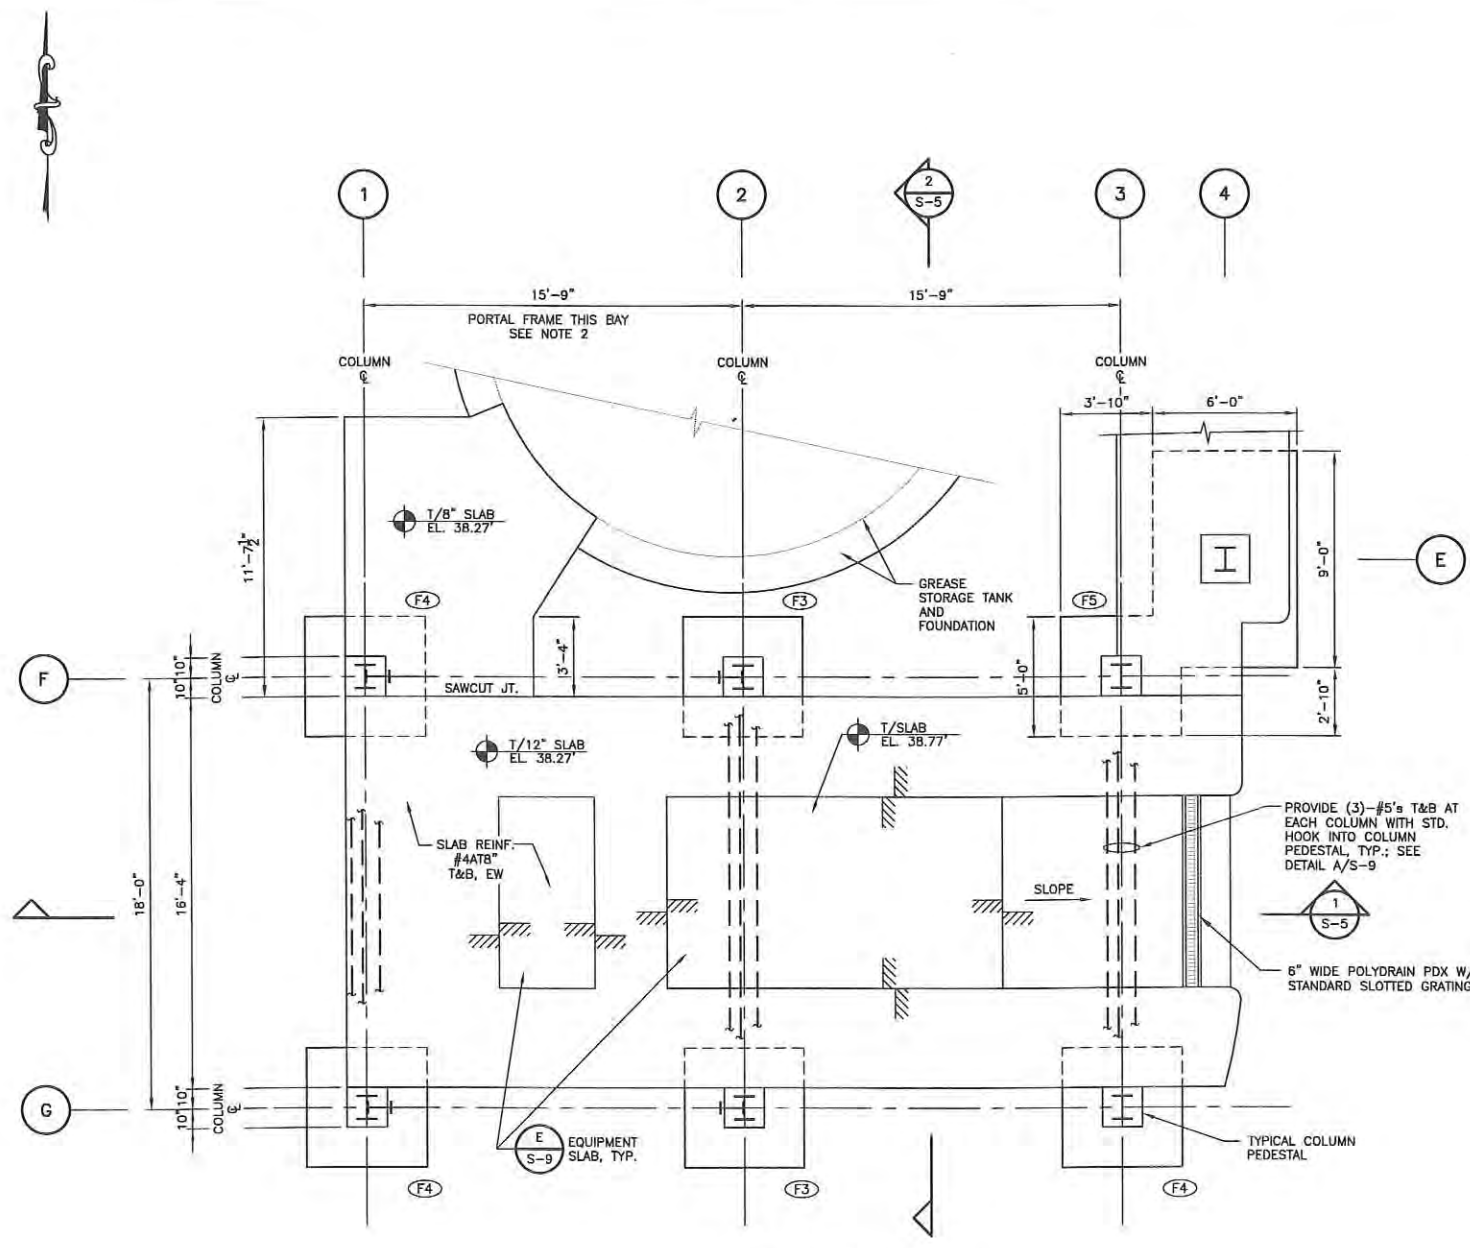 1
2
2
S-5
3
4
15'-9"
15'-9"
PORTAL FRAME THIS BAY
SEE NOTE 2
COLUMN
℄
COLUMN
℄
COLUMN
℄
3'-10"
6'-0"
T/8" SLAB
EL. 38.27'
11'-7½"
9'-0"
E
GREASE
STORAGE TANK
AND
FOUNDATION
F4
F3
F5
F
10"
10"
COLUMN
℄
3'-4"
5'-0"
2'-10"
SAWCUT JT.
T/12" SLAB
EL. 38.27'
T/SLAB
EL. 38.77'
SLAB REINF.
#4AT8"
T&B, EW
PROVIDE (3)-#5's T&B AT
EACH COLUMN WITH STD.
HOOK INTO COLUMN
PEDESTAL, TYP.; SEE
DETAIL A/S-9
18'-0"
16'-4"
SLOPE
1
S-5
6" WIDE POLYDRAIN PDX W/
STANDARD SLOTTED GRATING
G
10"
10"
COLUMN
℄
E
S-9
EQUIPMENT
SLAB, TYP.
TYPICAL COLUMN
PEDESTAL
F4
F3
F4